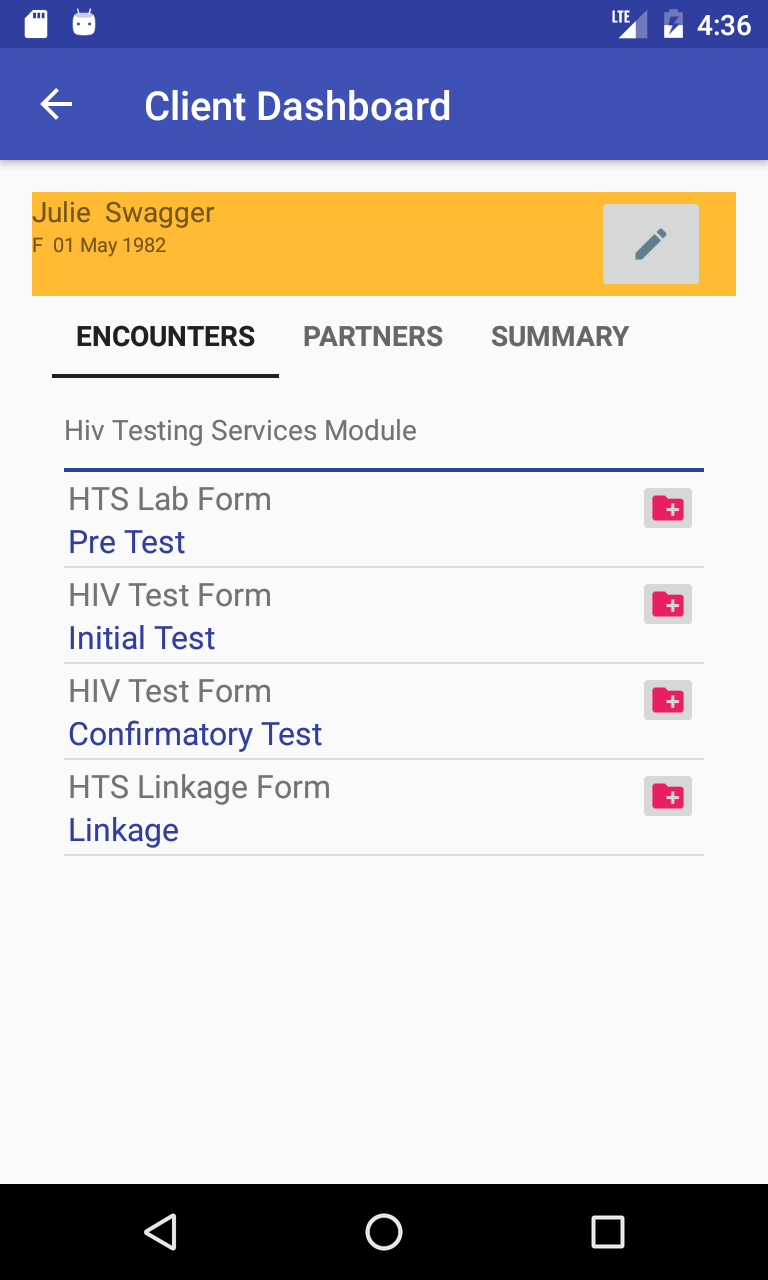 LTE 4:36
Client Dashboard
Julie Swagger
F 01 May 1982
ENCOUNTERS PARTNERS SUMMARY
Hiv Testing Services Module
HTS Lab Form
Pre Test
HIV Test Form
Initial Test
HIV Test Form
Confirmatory Test
HTS Linkage Form
Linkage